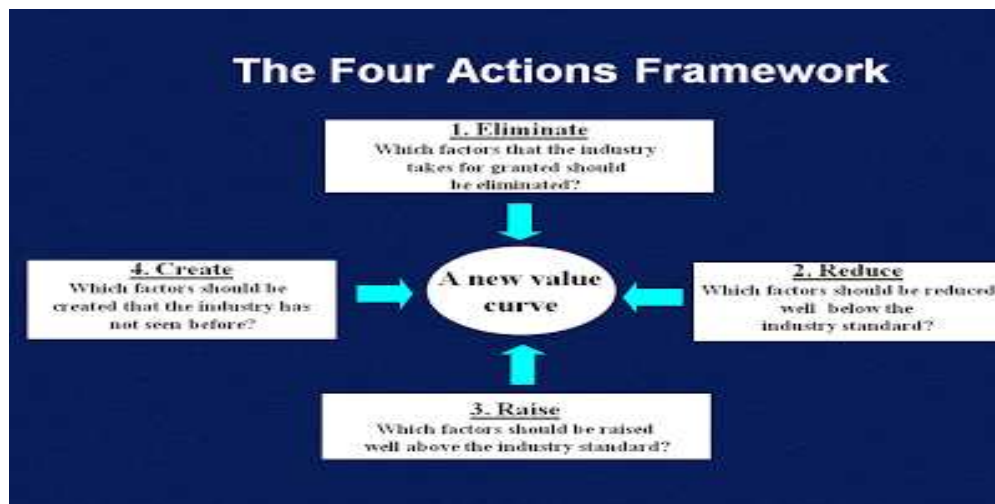 The Four Actions Framework
1. Eliminate
Which factors that the industry
takes for granted should
be eliminated?
4. Create
Which factors should be
created that the industry has
not seen before?
A new value
curve
2. Reduce
Which factors should be reduced
well below the
industry standard?
3. Raise
Which factors should be raised
well above the industry standard?